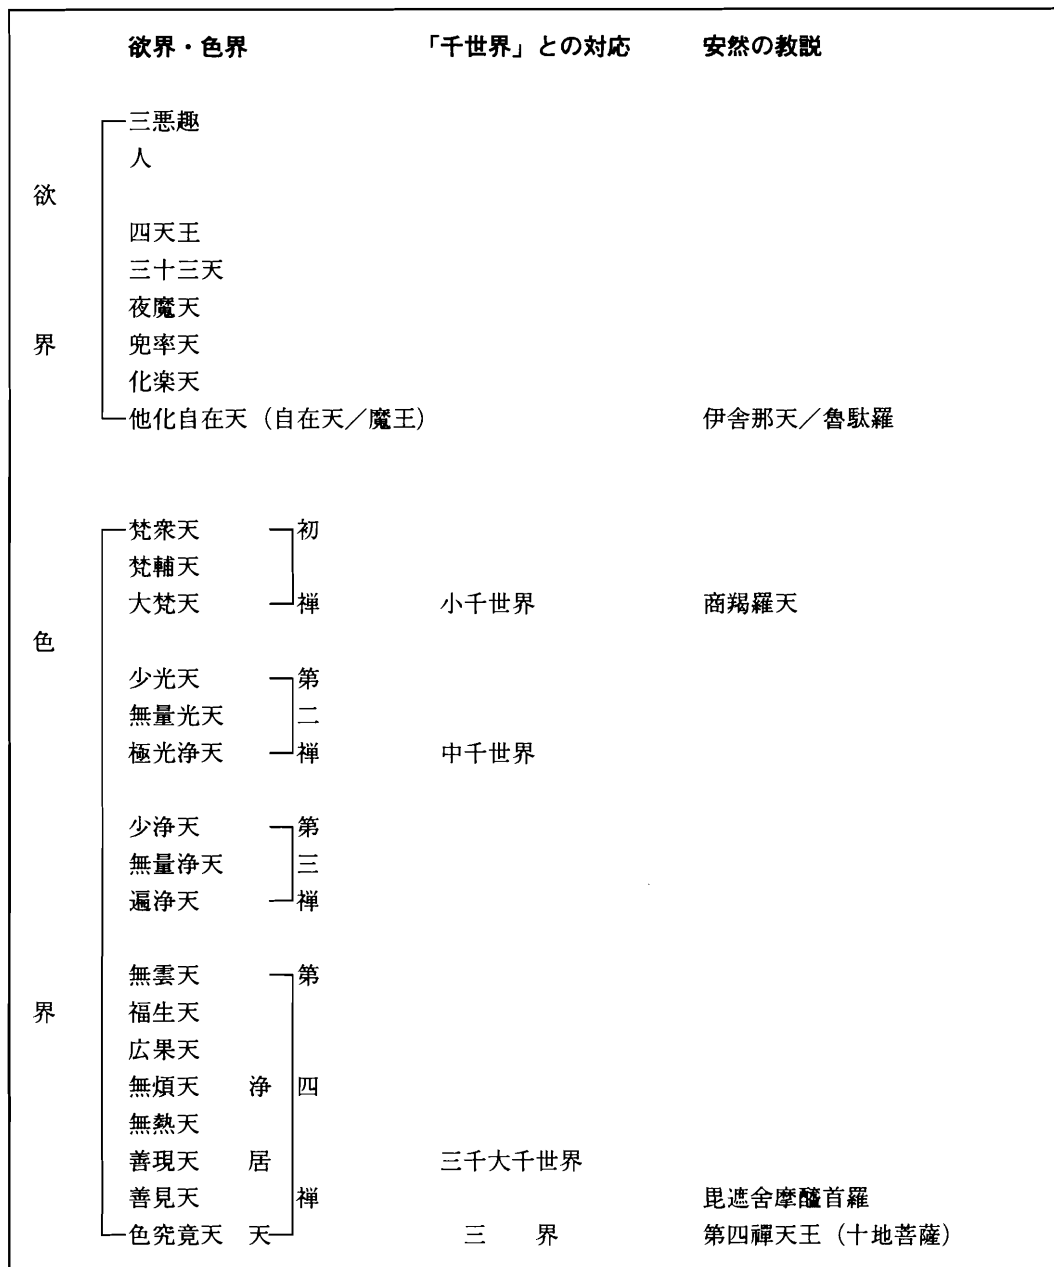 欲界・色界 「千世界」との対応 安然の教説
三悪趣
人
欲
四天王
三十三天
夜魔天
界 兜率天
化楽天
他化自在天(自在天/魔王) 伊舎那天/魯駄羅
梵衆天 初
梵輔天
大梵天 禅 小千世界 商羯羅天
色
少光天 第
無量光天 二
極光浄天 禅 中千世界
少浄天 第
無量浄天 三
遍浄天 禅
無雲天 第
界 福生天
広果天
無煩天 浄 四
無熱天
善現天 居 三千大千世界
善見天 禅 毘遮舎摩醯首羅
色究竟天 天 三 界 第四禪天王(十地菩薩)